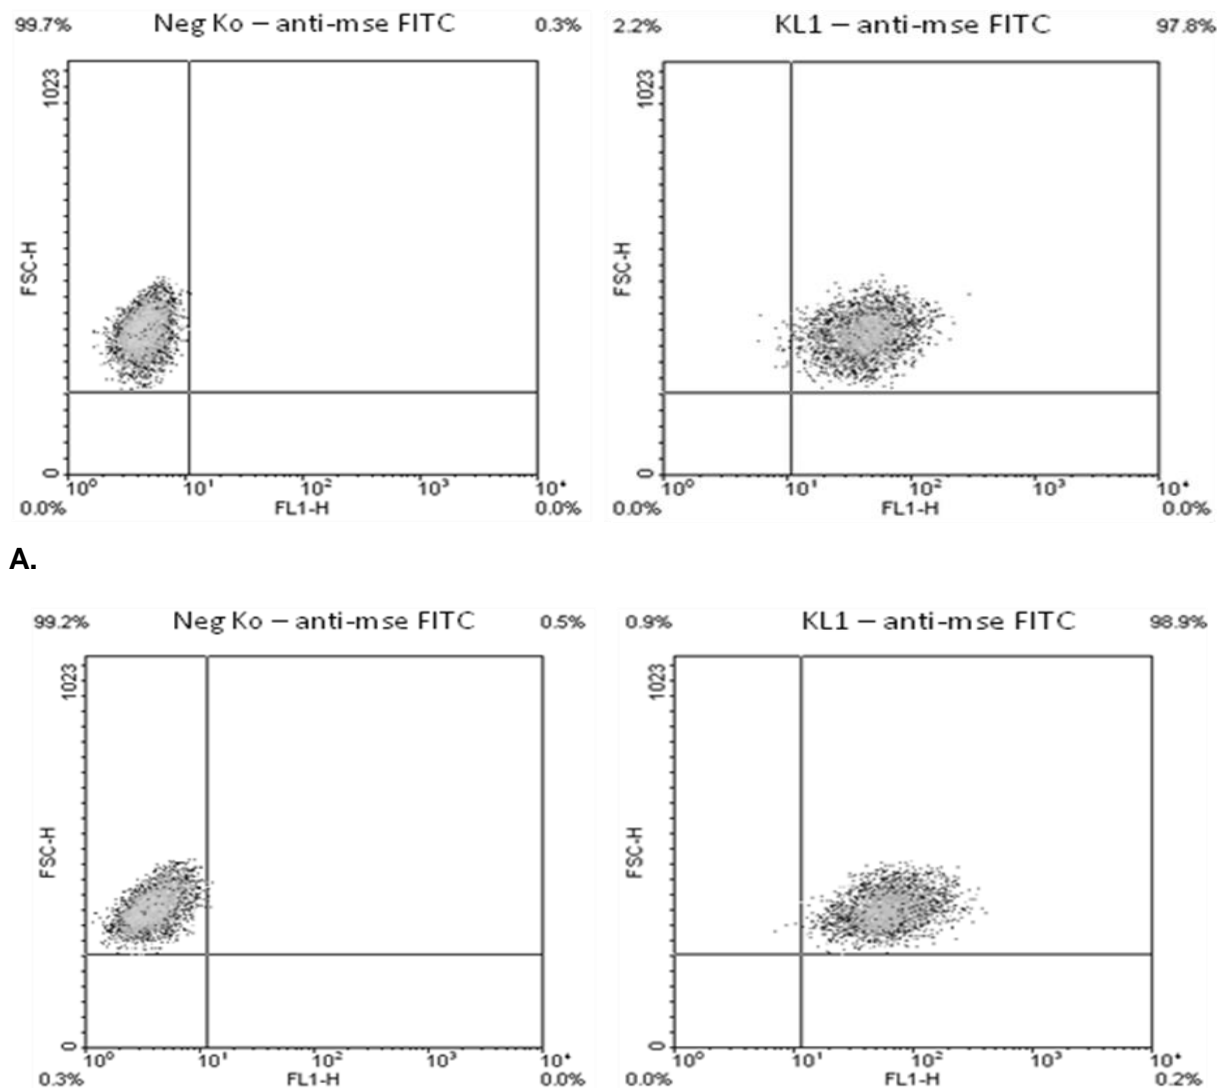 99.7% Neg Ko – anti-mse FITC 0.3%
1023
FSC-H
0
10⁰ 10¹ 10² 10³ 10⁴
0.0% FL1-H 0.0%
2.2% KL1 – anti-mse FITC 97.8%
1023
FSC-H
0
10⁰ 10¹ 10² 10³ 10⁴
0.0% FL1-H 0.0%
A.
99.2% Neg Ko – anti-mse FITC 0.5%
1023
FSC-H
0
10⁰ 10¹ 10² 10³ 10⁴
0.3% FL1-H 0.0%
0.9% KL1 – anti-mse FITC 98.9%
1023
FSC-H
0
10⁰ 10¹ 10² 10³ 10⁴
0.0% FL1-H 0.2%